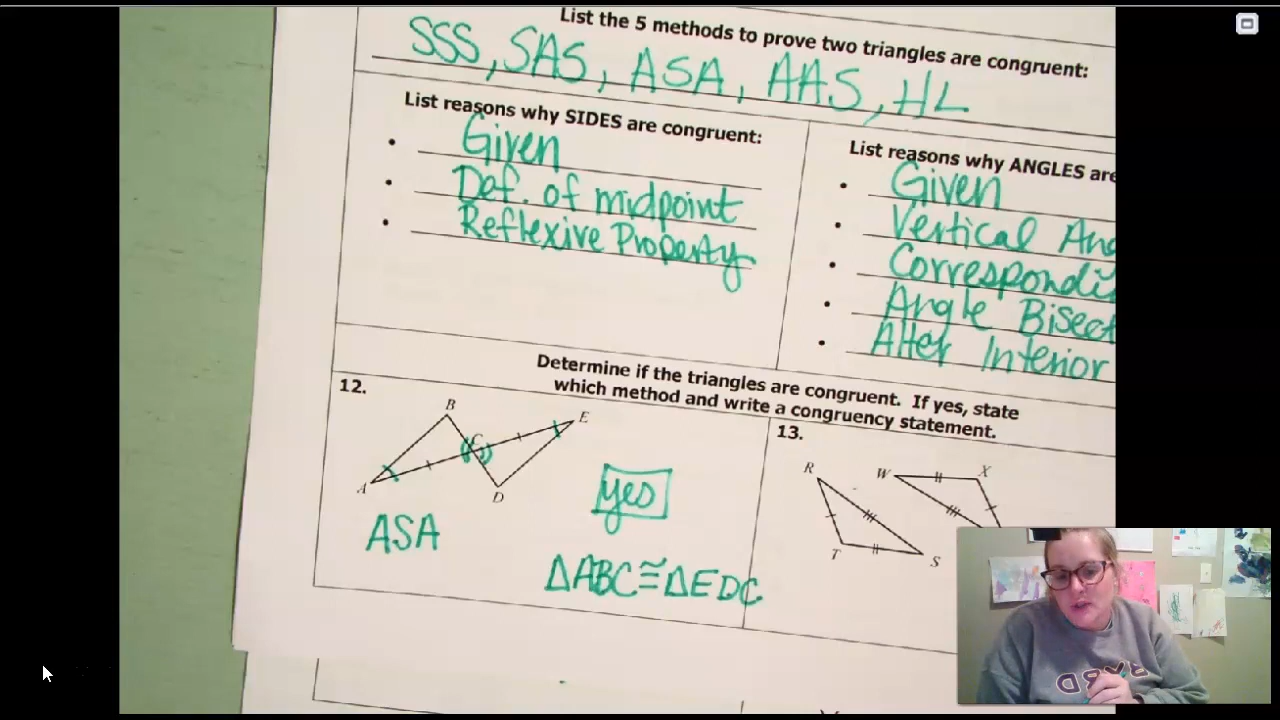 List the 5 methods to prove two triangles are congruent:
SSS, SAS, ASA, AAS, HL
List reasons why SIDES are congruent:
• Given
• Def. of midpoint
• Reflexive Property
List reasons why ANGLES are
• Given
• Vertical Ang
• Correspondi
• Angle Bisect
• Alter Interior
Determine if the triangles are congruent. If yes, state
which method and write a congruency statement.
12.
B
C
E
A
D
yes
ASA
ΔABC≅ΔEDC
13.
R
W
X
T
S